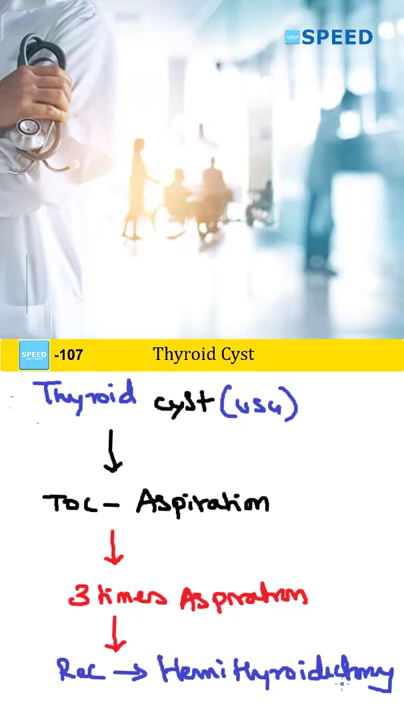 SPEED
SPEED -107 Thyroid Cyst
Thyroid cyst (USG)
TOC - Aspiration
3 times Aspiration
Rec → Hemithyroidectomy